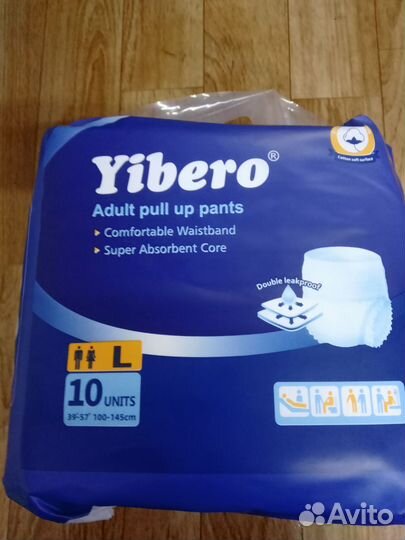 Yibero®
Cotton soft surface
Adult pull up pants
Comfortable Waistband
Super Absorbent Core
Double leakproof
L
10 UNITS
39"-57" 100-145cm
Avito